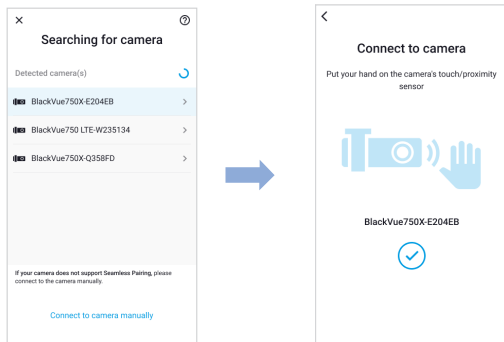 Searching for camera
Detected camera(s)
BlackVue750X-E204EB
BlackVue750 LTE-W235134
BlackVue750X-Q358FD
If your camera does not support Seamless Pairing, please
connect to the camera manually.
Connect to camera manually
Connect to camera
Put your hand on the camera's touch/proximity
sensor
BlackVue750X-E204EB